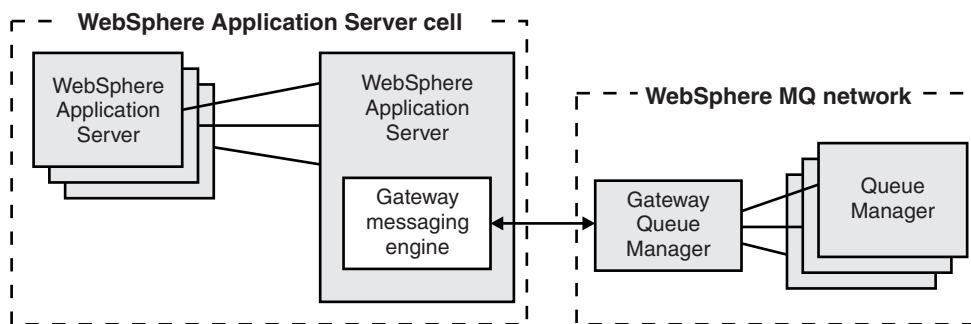 WebSphere Application Server cell
WebSphere
Application
Server
WebSphere
Application
Server
Gateway
messaging
engine
WebSphere MQ network
Gateway
Queue
Manager
Queue
Manager